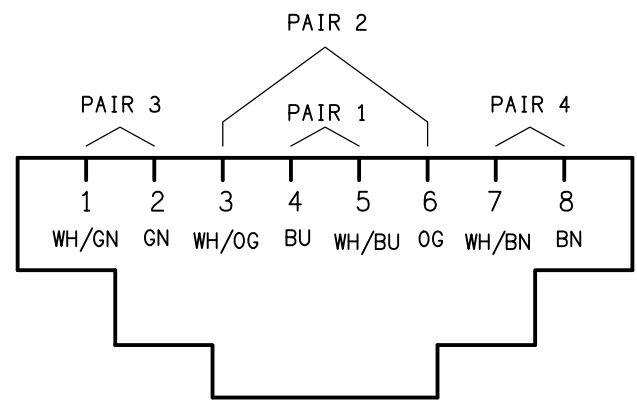 PAIR 2
PAIR 3 PAIR 1 PAIR 4
1 2 3 4 5 6 7 8
WH/GN GN WH/OG BU WH/BU OG WH/BN BN